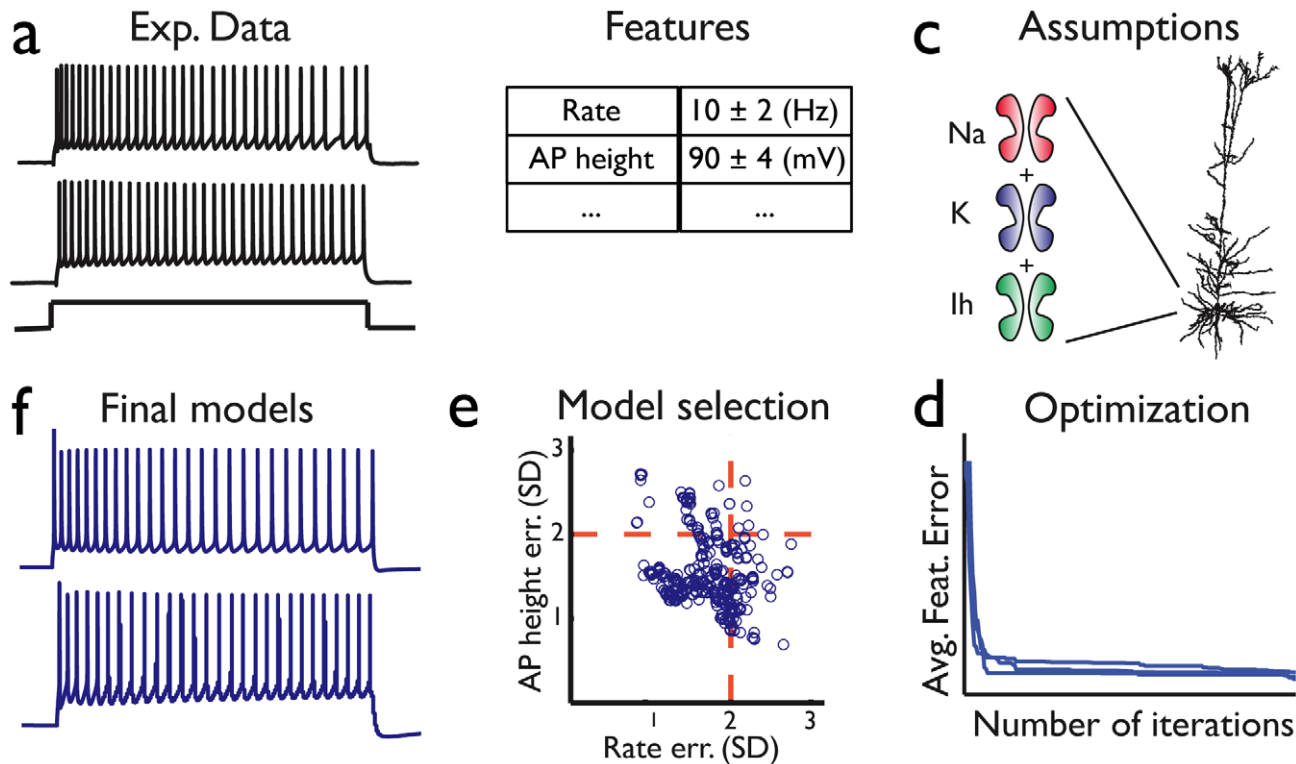 a
Exp. Data
Features
Rate
10 ± 2 (Hz)
AP height
90 ± 4 (mV)
...
...
c
Assumptions
Na
+
K
+
Ih
f
Final models
e
Model selection
AP height err. (SD)
3
2
1
1
2
3
Rate err. (SD)
d
Optimization
Avg. Feat. Error
Number of iterations